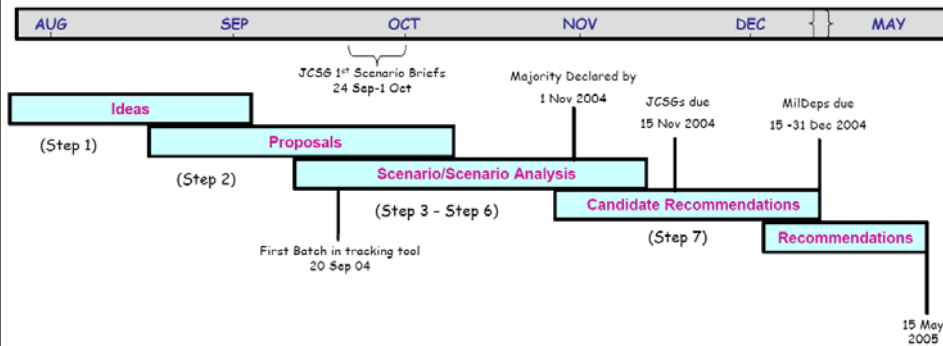 AUG SEP OCT NOV DEC MAY
JCSG 1st Scenario Briefs
24 Sep-1 Oct
Majority Declared by
1 Nov 2004
JCSGs due
15 Nov 2004
MilDeps due
15 -31 Dec 2004
Ideas
(Step 1)
Proposals
(Step 2)
Scenario/Scenario Analysis
(Step 3 - Step 6)
Candidate Recommendations
(Step 7)
Recommendations
First Batch in tracking tool
20 Sep 04
15 May
2005